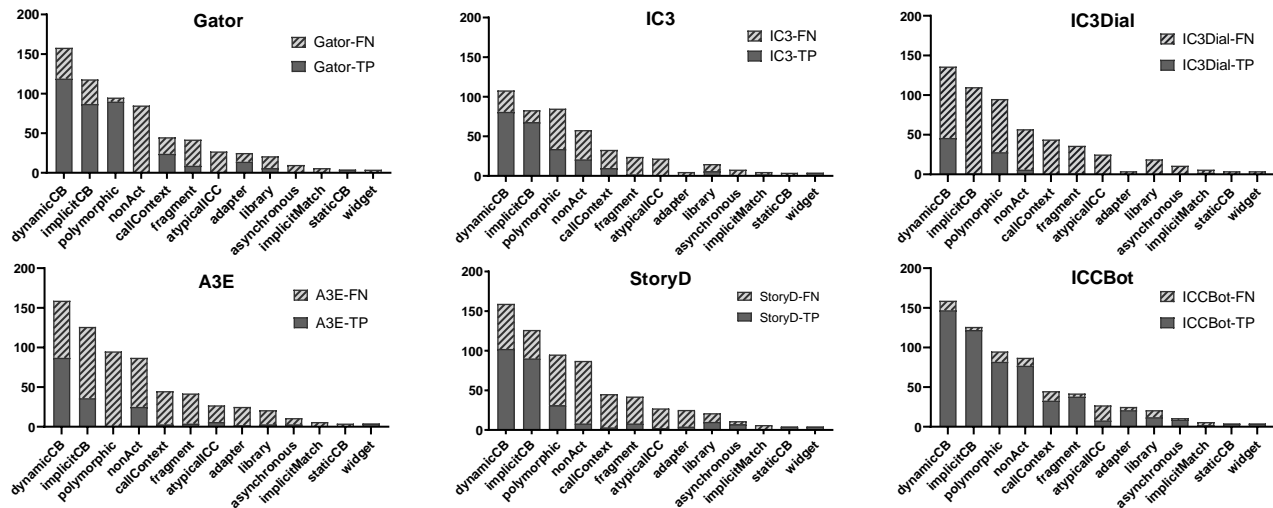 Gator
200
150
100
50
0
Gator-FN
Gator-TP
dynamicCB
implicitCB
polymorphic
nonAct
callContext
fragment
atypicalICC
adapter
library
asynchronous
implicitMatch
staticCB
widget
IC3
200
150
100
50
0
IC3-FN
IC3-TP
dynamicCB
implicitCB
polymorphic
nonAct
callContext
fragment
atypicalICC
adapter
library
asynchronous
implicitMatch
staticCB
widget
IC3Dial
200
150
100
50
0
IC3Dial-FN
IC3Dial-TP
dynamicCB
implicitCB
polymorphic
nonAct
callContext
fragment
atypicalICC
adapter
library
asynchronous
implicitMatch
staticCB
widget
A3E
200
150
100
50
0
A3E-FN
A3E-TP
dynamicCB
implicitCB
polymorphic
nonAct
callContext
fragment
atypicalICC
adapter
library
asynchronous
implicitMatch
staticCB
widget
StoryD
200
150
100
50
0
StoryD-FN
StoryD-TP
dynamicCB
implicitCB
polymorphic
nonAct
callContext
fragment
atypicalICC
adapter
library
asynchronous
implicitMatch
staticCB
widget
ICCBot
200
150
100
50
0
ICCBot-FN
ICCBot-TP
dynamicCB
implicitCB
polymorphic
nonAct
callContext
fragment
atypicalICC
adapter
library
asynchronous
implicitMatch
staticCB
widget